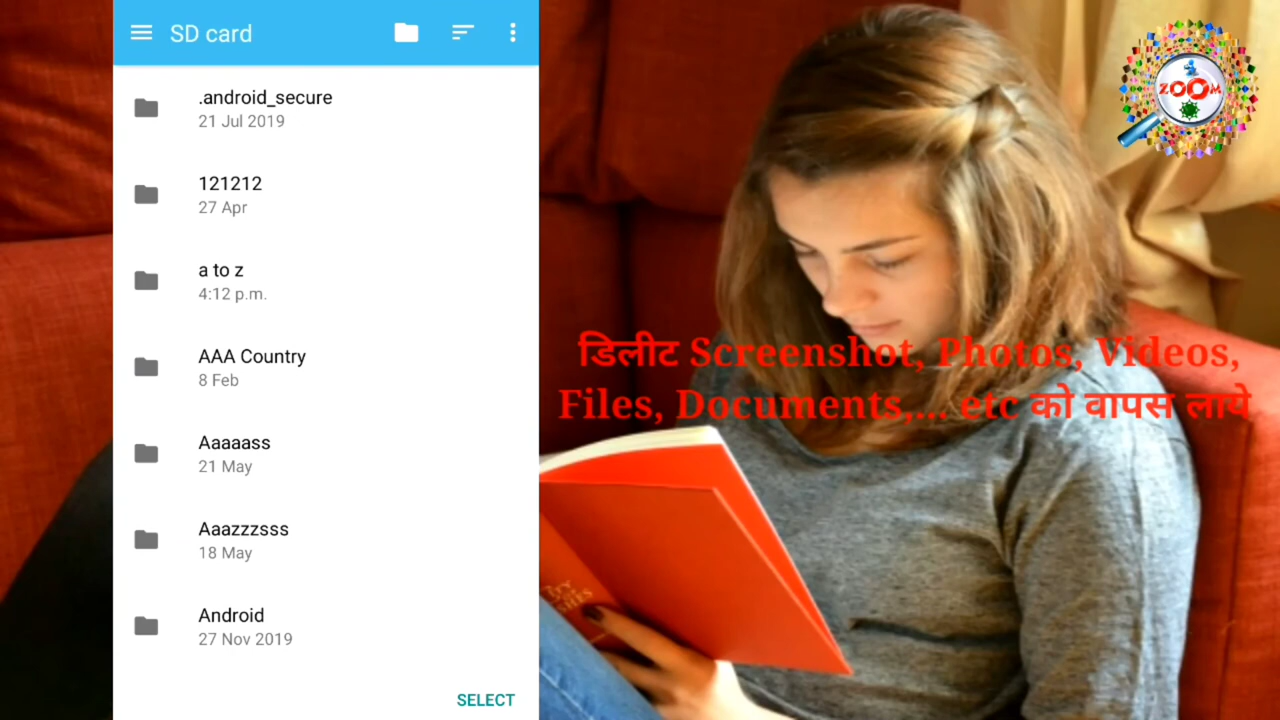 SD card
.android_secure
21 Jul 2019
121212
27 Apr
a to z
4:12 p.m.
AAA Country
8 Feb
Aaaaass
21 May
Aaazzzsss
18 May
Android
27 Nov 2019
SELECT
ZOOM
डिलीट Screenshot, Photos, Videos,
Files, Documents,... etc को वापस लाये